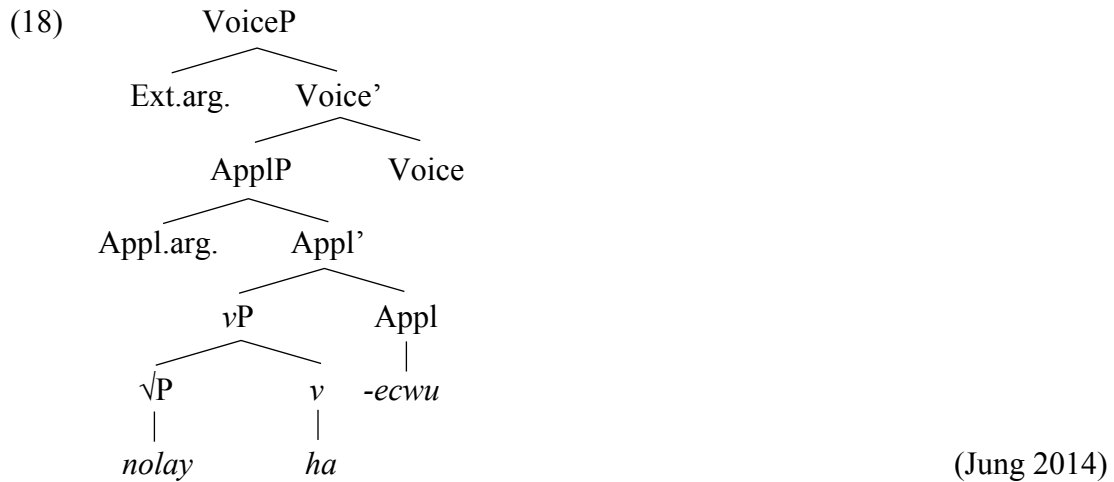 (18) VoiceP
Ext.arg. Voice’
ApplP Voice
Appl.arg. Appl’
vP Appl
√P v -ecwu
nolay ha (Jung 2014)